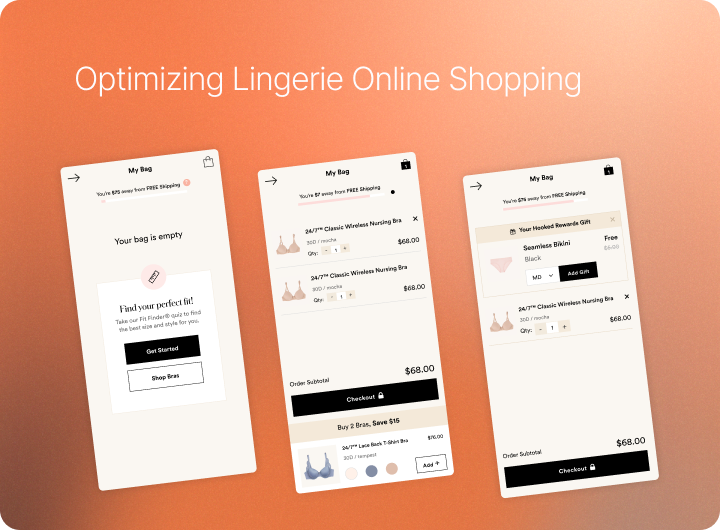 Optimizing Lingerie Online Shopping
My Bag
You're $75 away from FREE Shipping
Your bag is empty
Find your perfect fit!
Take our Fit Finder® quiz to find
the best size and style for you.
Get Started
Shop Bras
My Bag
You're $7 away from FREE Shipping
24/7™ Classic Wireless Nursing Bra
30D / mocha
Qty: - 1 + $68.00
24/7™ Classic Wireless Nursing Bra
30D / mocha
Qty: - 1 + $68.00
Order Subtotal $68.00
Checkout
Buy 2 Bras, Save $15
24/7™ Lace Back T-Shirt Bra $76.00
30D / tempest
Add +
My Bag
You're $75 away from FREE Shipping
Your Hooked Rewards Gift
Seamless Bikini Free
Black
MD Add Gift
24/7™ Classic Wireless Nursing Bra
30D / mocha
Qty: - 1 + $68.00
Order Subtotal $68.00
Checkout